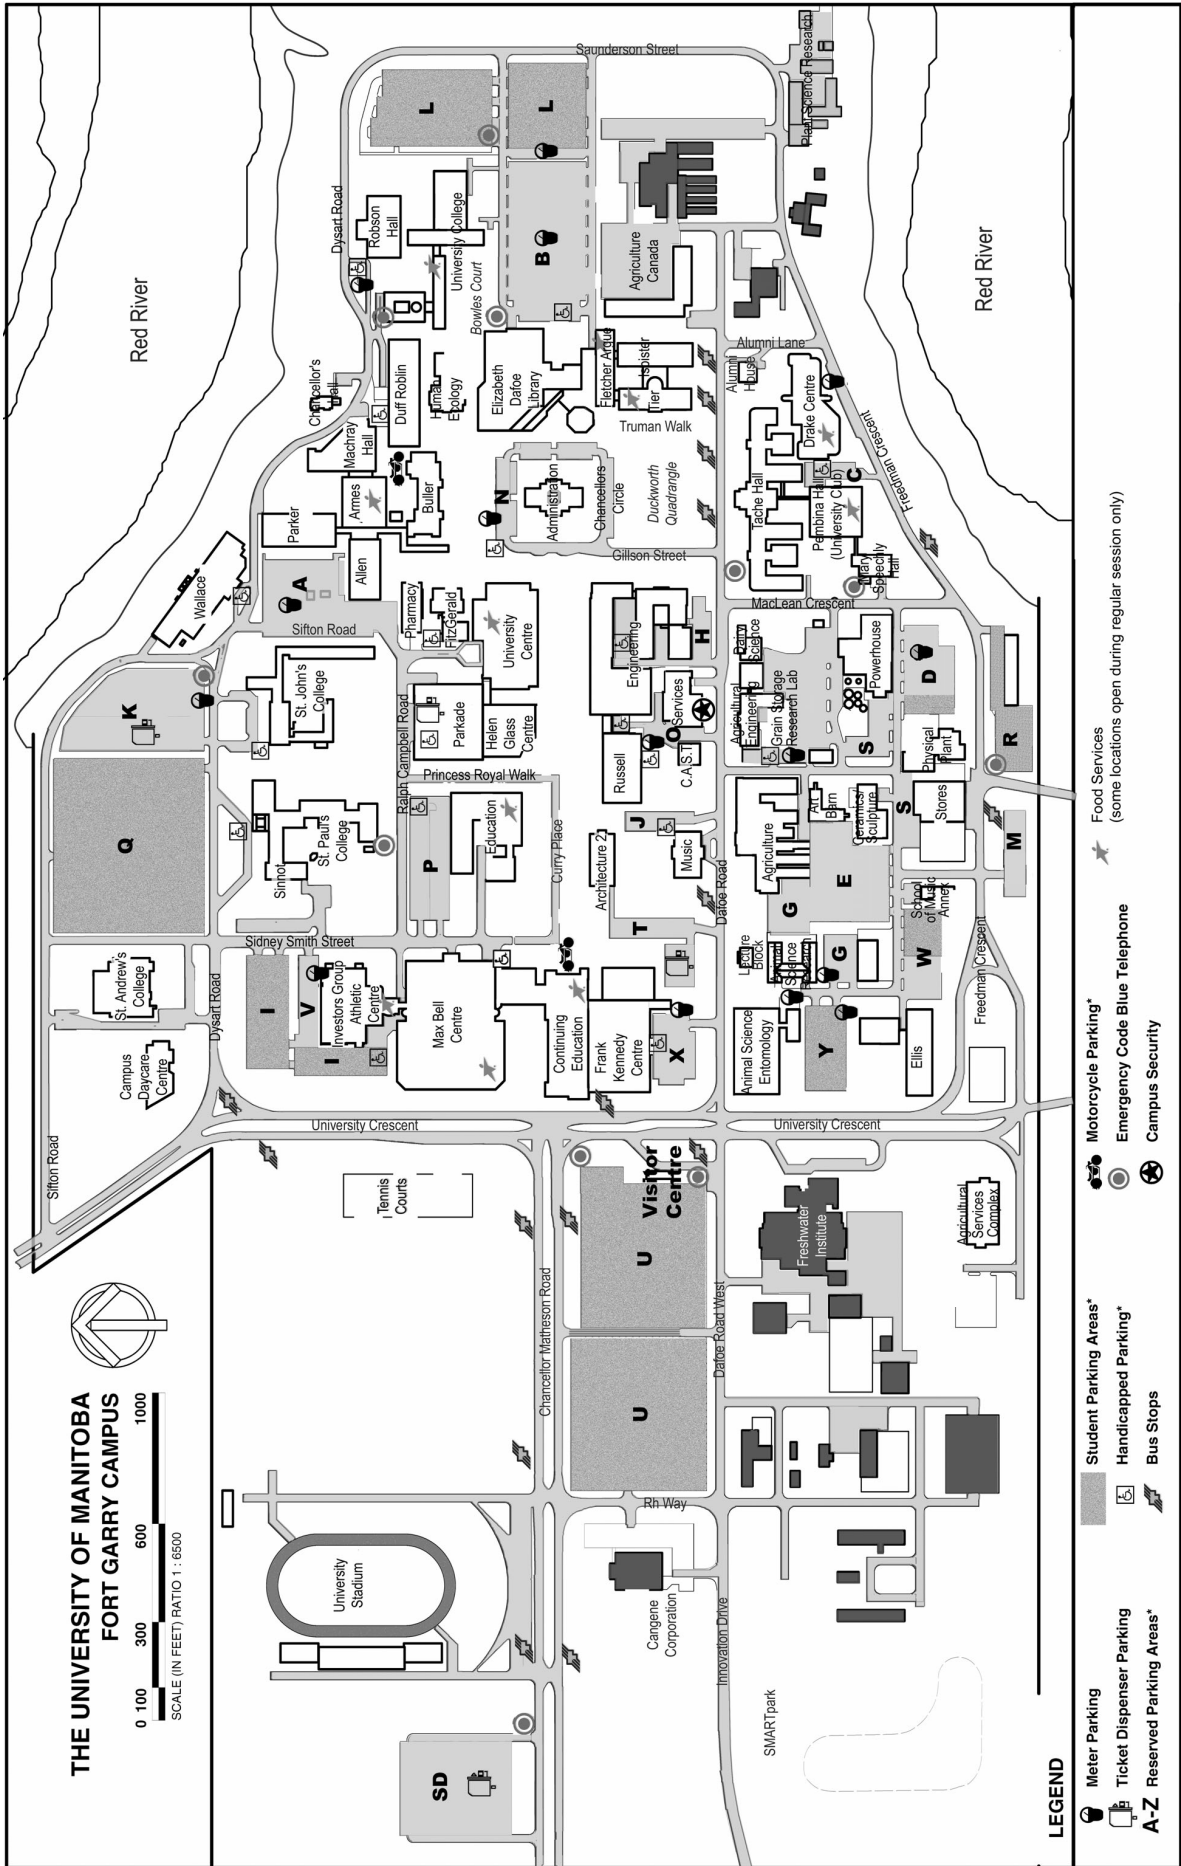 THE UNIVERSITY OF MANITOBA
FORT GARRY CAMPUS
0 100 300 600 1000
SCALE (IN FEET) RATIO 1 : 6500
Red River
Red River
Saunderson Street
Plant Science Research
L
L
Dysart Road
Robson
Hall
University College
Bowles Court
B
Agriculture
Canada
Chancellor's
Hall
Machray
Hall
Duff Roblin
Human
Ecology
Elizabeth
Dafoe
Library
Fletcher Argue
Isbister
Tier
Truman Walk
Alumni Lane
Alumni
House
Drake Centre
Freedman Crescent
Tache Hall
Pembina Hall
(University Club)
C
Mary
Speechly
Hall
Parker
Armes
Allen
Buller
N
Administration
Chancellors
Circle
Duckworth
Quadrangle
Gillson Street
MacLean Crescent
Wallace
A
Sifton Road
Pharmacy
FitzGerald
University
Centre
Engineering
H
Dairy
Science
Powerhouse
D
K
St. John's
College
Ralph Campbell Road
Parkade
Helen
Glass
Centre
Princess Royal Walk
Services
O
Russell
C.A.S.T.
Agricultural
Engineering
Grain Storage
Research Lab
S
Physical
Plant
R
Q
Sinnot
St. Paul's
College
P
Education
Curry Place
Architecture 2
J
Music
Dafoe Road
Agriculture
Art
Barn
Ceramics/
Sculpture
S
Stores
M
G
E
School
of Music
Annex
T
Sidney Smith Street
Lecture
Block
Animal
Science
Research
G
W
St. Andrew's
College
Dysart Road
I
V
I
Investors Group
Athletic
Centre
Max Bell
Centre
Continuing
Education
Frank
Kennedy
Centre
X
Animal Science
Entomology
Y
Ellis
Freedman Crescent
Campus
Daycare
Centre
Sifton Road
University Crescent
University Crescent
Tennis
Courts
Visitor
Centre
U
Freshwater
Institute
Agricultural
Services
Complex
Chancellor Matheson Road
Dafoe Road West
U
Rh Way
University
Stadium
Cangene
Corporation
Innovation Drive
SMARTpark
SD
LEGEND
Meter Parking
Ticket Dispenser Parking
A-Z Reserved Parking Areas*
Student Parking Areas*
Handicapped Parking*
Bus Stops
Motorcycle Parking*
Emergency Code Blue Telephone
Campus Security
Food Services
(some locations open during regular session only)